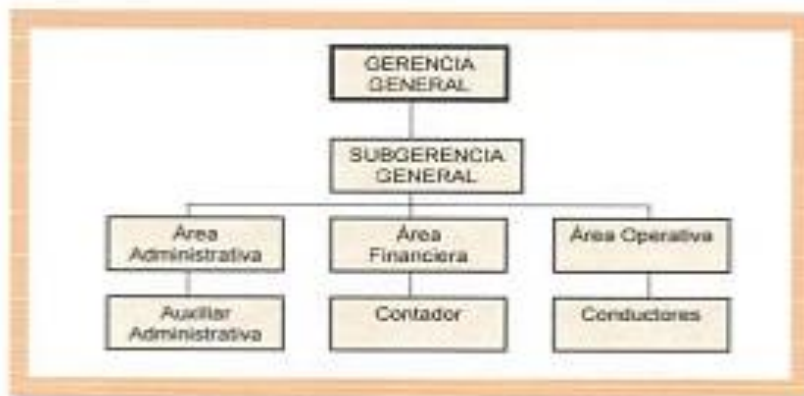 GERENCIA
GENERAL
SUBGERENCIA
GENERAL
Área
Administrativa
Área
Financiera
Área Operativa
Auxiliar
Administrativa
Contador
Conductores